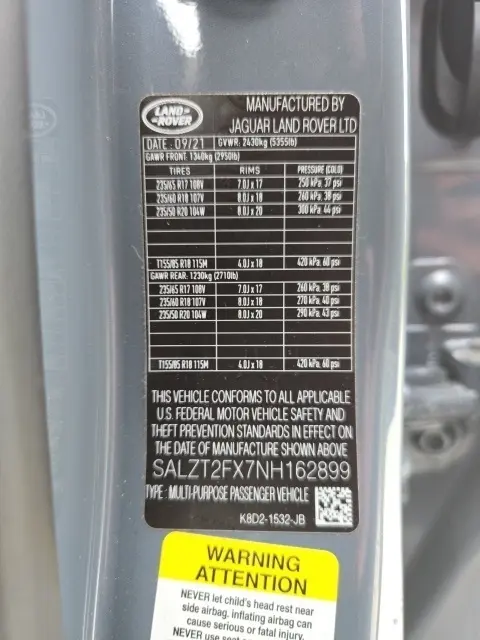 LAND
ROVER
MANUFACTURED BY
JAGUAR LAND ROVER LTD
DATE : 09/21 GVWR: 2430kg (5355lb)
GAWR FRONT: 1340kg (2950lb)
TIRES RIMS PRESSURE (COLD)
235/65 R17 108V 7.0J x 17 250 kPa, 37 psi
235/60 R18 107V 8.0J x 18 260 kPa, 38 psi
235/50 R20 104W 8.0J x 20 300 kPa, 44 psi
T155/85 R18 115M 4.0J x 18 420 kPa, 60 psi
GAWR REAR: 1230kg (2710lb)
235/65 R17 108V 7.0J x 17 260 kPa, 38 psi
235/60 R18 107V 8.0J x 18 270 kPa, 40 psi
235/50 R20 104W 8.0J x 20 290 kPa, 43 psi
T155/85 R18 115M 4.0J x 18 420 kPa, 60 psi
THIS VEHICLE CONFORMS TO ALL APPLICABLE
U.S. FEDERAL MOTOR VEHICLE SAFETY AND
THEFT PREVENTION STANDARDS IN EFFECT ON
THE DATE OF MANUFACTURE SHOWN ABOVE
SALZT2FX7NH162899
TYPE : MULTI-PURPOSE PASSENGER VEHICLE
K8D2-1532-JB
WARNING
ATTENTION
NEVER let child's head rest near
side airbag, inflating airbag can
cause serious or fatal injury.
NEVER use seat